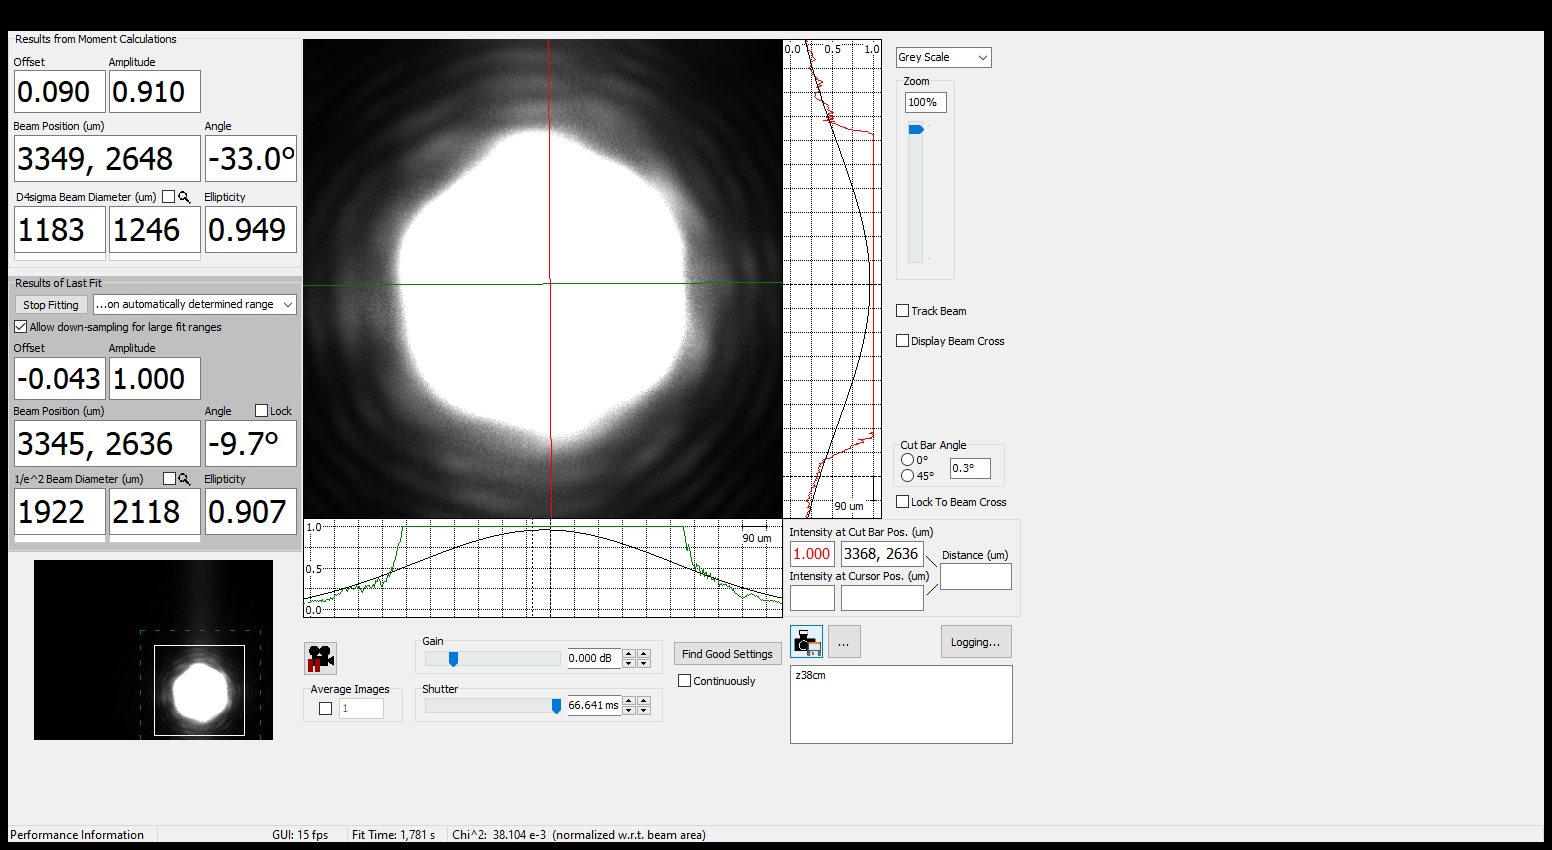 Results from Moment Calculations
Offset Amplitude
0.090 0.910
Beam Position (um) Angle
3349, 2648 -33.0°
D4sigma Beam Diameter (um) Ellipticity
1183 1246 0.949
Results of Last Fit
Stop Fitting ...on automatically determined range
Allow down-sampling for large fit ranges
Offset Amplitude
-0.043 1.000
Beam Position (um) Angle Lock
3345, 2636 -9.7°
1/e^2 Beam Diameter (um) Ellipticity
1922 2118 0.907
0.0 0.5 1.0
90 um
1.0
90 um
0.5
0.0
Grey Scale
Zoom
100%
Track Beam
Display Beam Cross
Cut Bar Angle
0°
45°
0.3°
Lock To Beam Cross
Intensity at Cut Bar Pos. (um)
1.000 3368, 2636 Distance (um)
Intensity at Cursor Pos. (um)
Gain
0.000 dB
Find Good Settings
Continuously
Average Images
1
Shutter
66.641 ms
... Logging...
z38cm
Performance Information GUI: 15 fps Fit Time: 1,781 s Chi^2: 38.104 e-3 (normalized w.r.t. beam area)